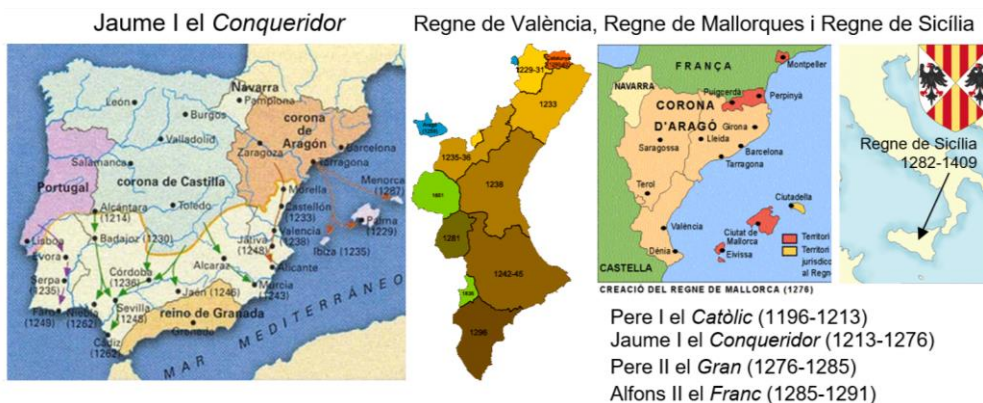 Jaume I el Conqueridor
Regne de València, Regne de Mallorques i Regne de Sicília
Navarra
Pamplona
León
Burgos
corona
de
Aragón
Valladolid
Zaragoza
Barcelona
Tarragona
Salamanca
Portugal
corona de Castilla
Morella
Menorca
(1287)
Alcántara
(1214)
Toledo
Castellón
(1233)
Palma
(1229)
Valencia
(1238)
Lisboa
Badajoz (1230)
Játiva
(1248)
Ibiza (1235)
Évora
Alcaraz
Alicante
Serpa
(1235)
Córdoba
(1236)
Murcia
(1243)
Jaén (1246)
Faro
(1249)
Niebla
(1262)
Sevilla
(1248)
reino de Granada
Granada
Cádiz
(1262)
MAR MEDITERRÁNEO
1229-31
1233
1235-36
1238
1281
1242-45
1296
FRANÇA
Montpeller
NAVARRA
Puigcerdà
Perpinyà
CORONA
D'ARAGÓ
Girona
Lleida
Saragossa
Barcelona
Tarragona
Terol
Ciutadella
València
Ciutat de
Mallorca
Dénia
Eivissa
Territori
Territori
jurisdicc
al Regne
CASTELLA
CREACIÓ DEL REGNE DE MALLORCA (1276)
Regne de Sicília
1282-1409
Pere I el Catòlic (1196-1213)
Jaume I el Conqueridor (1213-1276)
Pere II el Gran (1276-1285)
Alfons II el Franc (1285-1291)